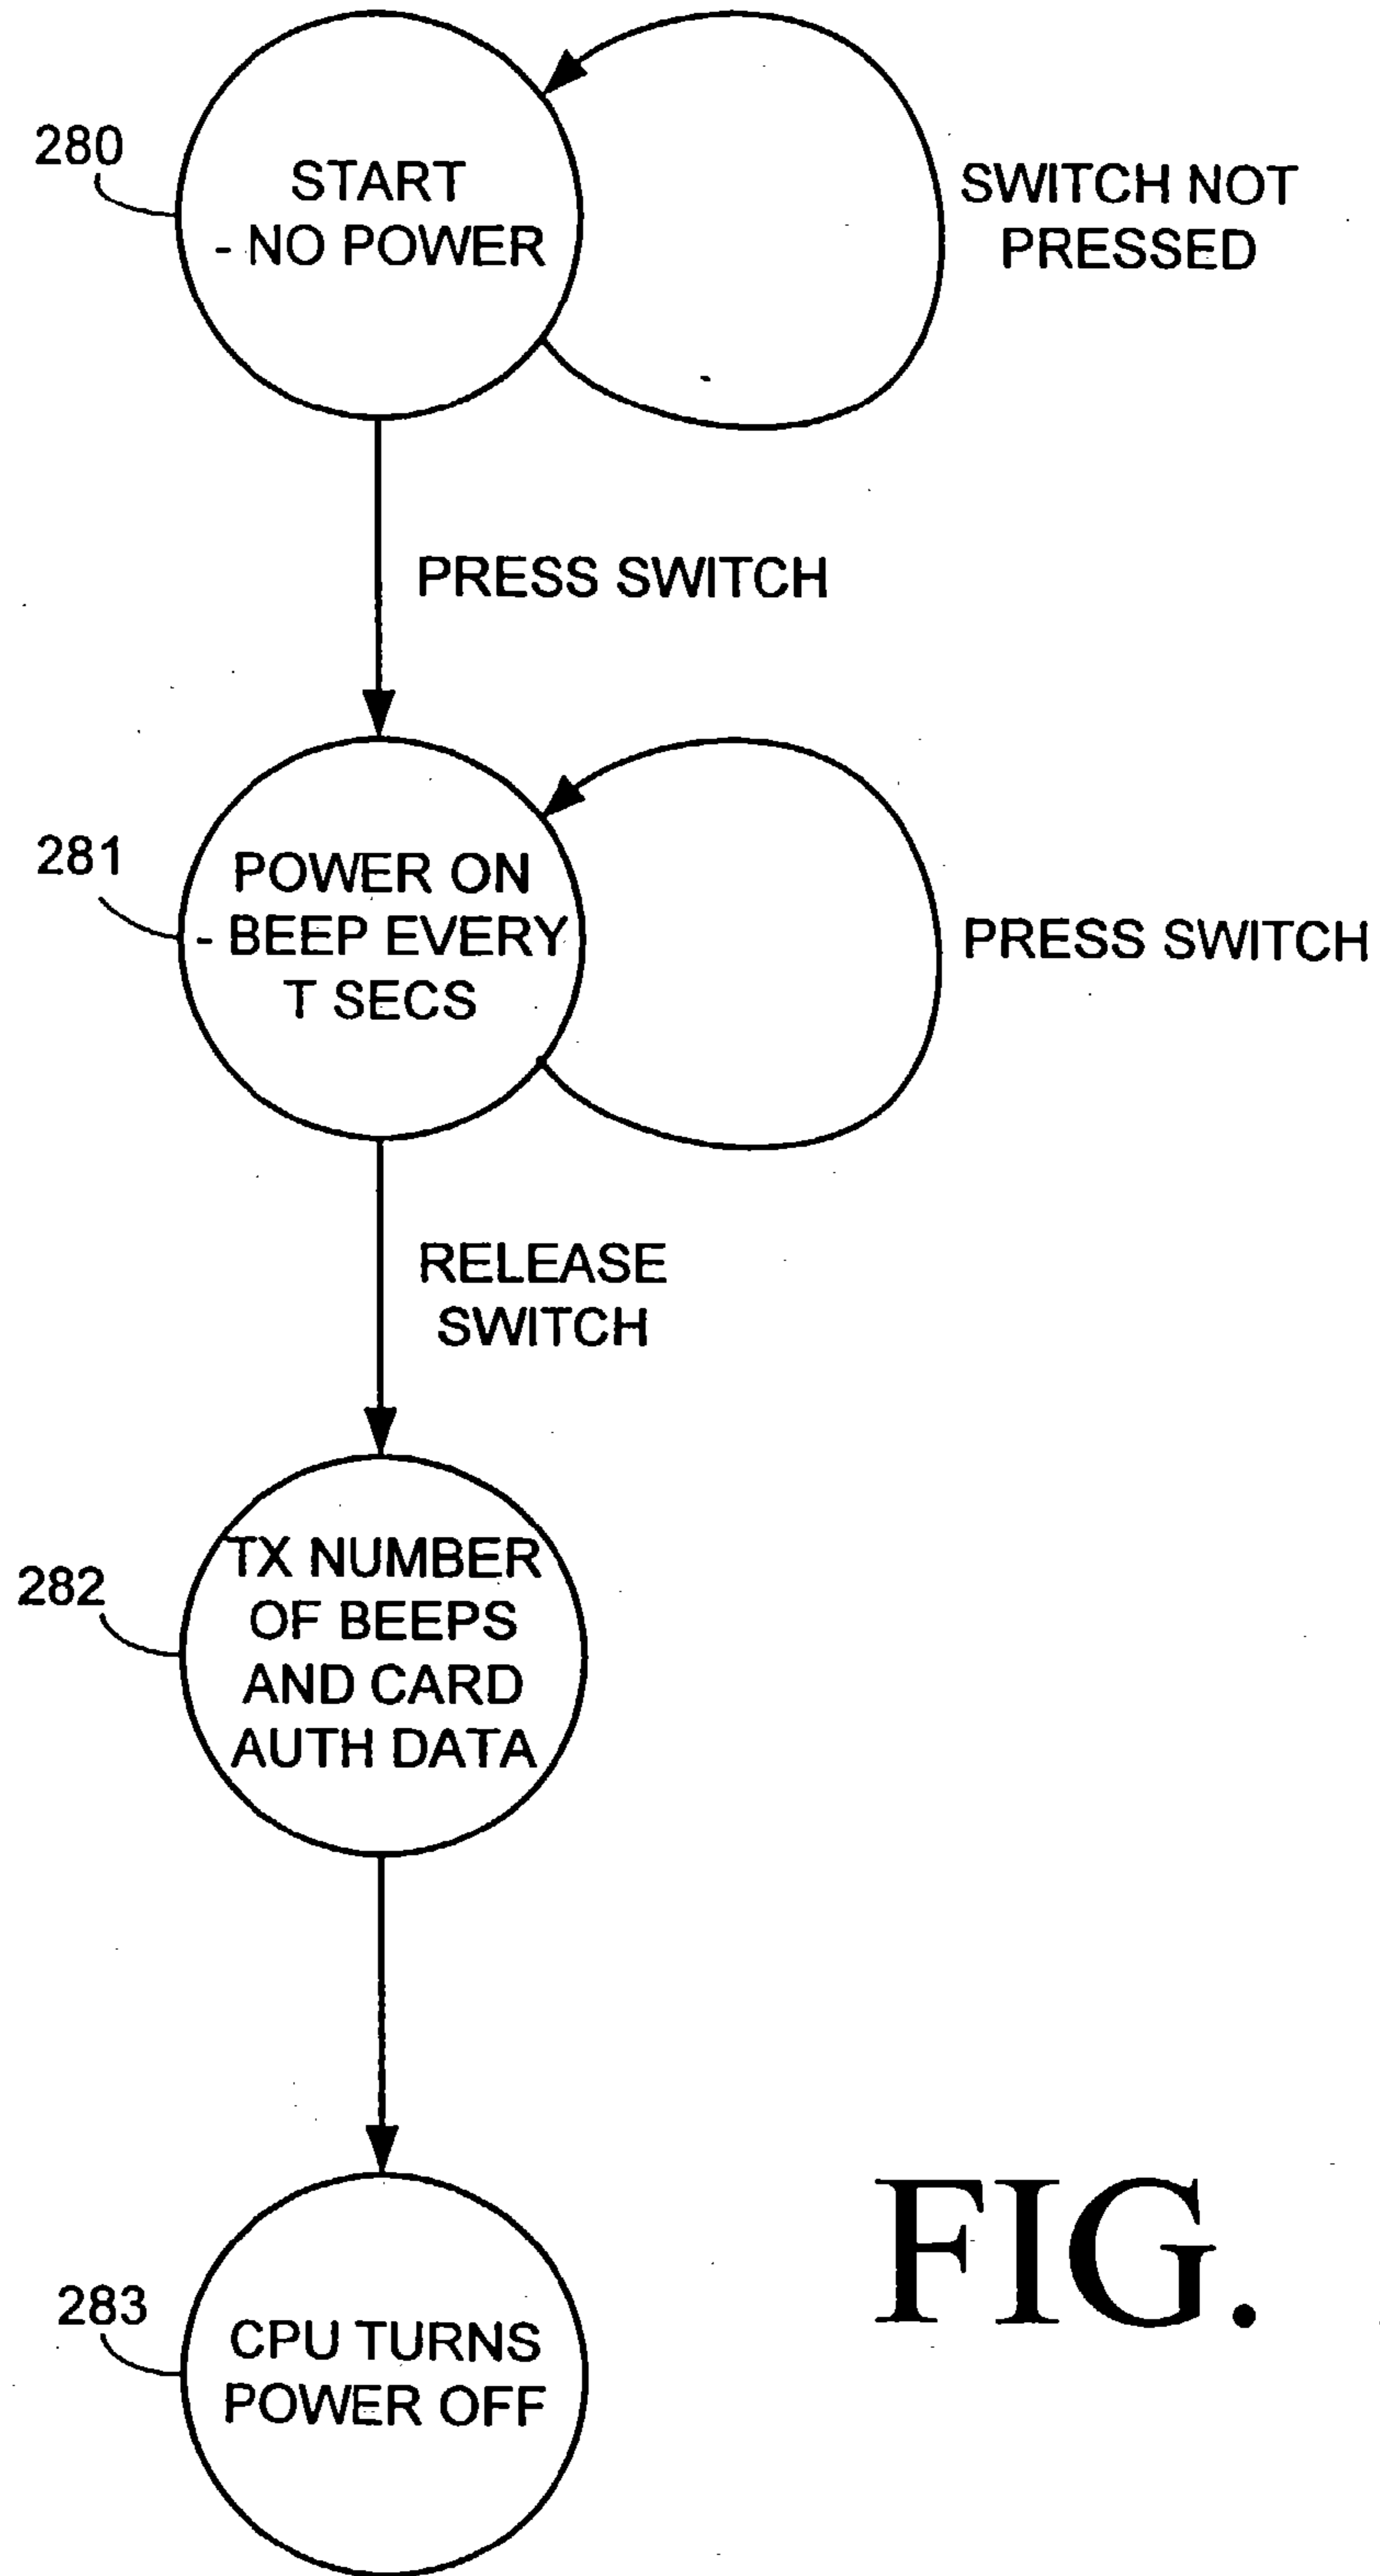 280
START
- NO POWER
SWITCH NOT
PRESSED
PRESS SWITCH
281
POWER ON
- BEEP EVERY
T SECS
PRESS SWITCH
RELEASE
SWITCH
282
TX NUMBER
OF BEEPS
AND CARD
AUTH DATA
283
CPU TURNS
POWER OFF
FIG.